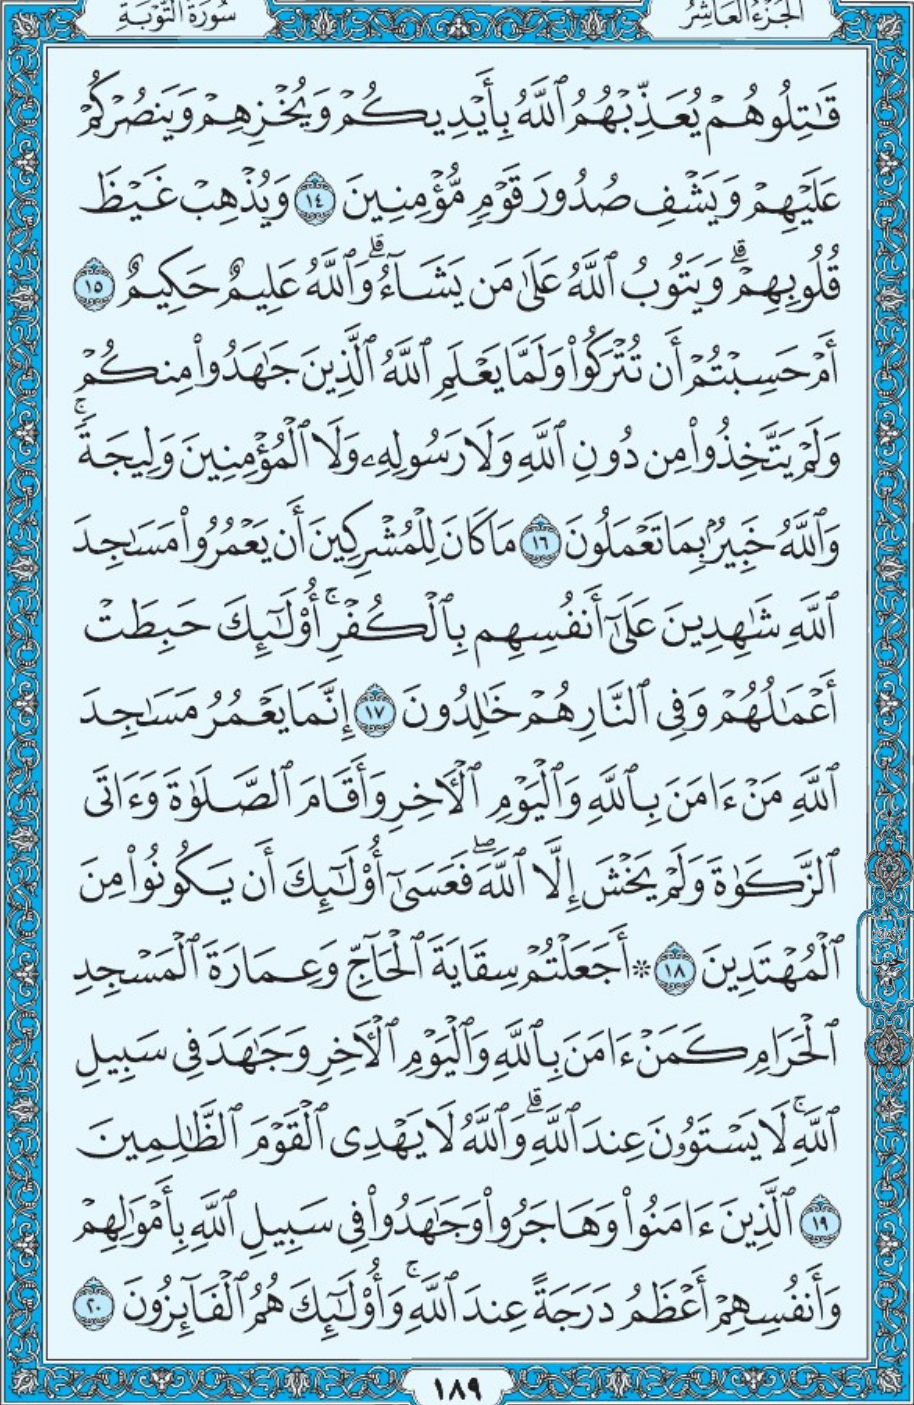 سُورَةُ التَّوْبَةِ
الجُزْءُ العَاشِرُ
قَٰتِلُوهُمْ يُعَذِّبْهُمُ ٱللَّهُ بِأَيْدِيكُمْ وَيُخْزِهِمْ وَيَنصُرْكُمْ
عَلَيْهِمْ وَيَشْفِ صُدُورَ قَوْمٍ مُّؤْمِنِينَ ١٤ وَيُذْهِبْ غَيْظَ
قُلُوبِهِمْ ۗ وَيَتُوبُ ٱللَّهُ عَلَىٰ مَن يَشَآءُ ۗ وَٱللَّهُ عَلِيمٌ حَكِيمٌ ١٥
أَمْ حَسِبْتُمْ أَن تُتْرَكُوا۟ وَلَمَّا يَعْلَمِ ٱللَّهُ ٱلَّذِينَ جَٰهَدُوا۟ مِنكُمْ
وَلَمْ يَتَّخِذُوا۟ مِن دُونِ ٱللَّهِ وَلَا رَسُولِهِۦ وَلَا ٱلْمُؤْمِنِينَ وَلِيجَةً ۚ
وَٱللَّهُ خَبِيرٌۢ بِمَا تَعْمَلُونَ ١٦ مَا كَانَ لِلْمُشْرِكِينَ أَن يَعْمُرُوا۟ مَسَٰجِدَ
ٱللَّهِ شَٰهِدِينَ عَلَىٰٓ أَنفُسِهِم بِٱلْكُفْرِ ۚ أُو۟لَٰٓئِكَ حَبِطَتْ
أَعْمَٰلُهُمْ وَفِى ٱلنَّارِ هُمْ خَٰلِدُونَ ١٧ إِنَّمَا يَعْمُرُ مَسَٰجِدَ
ٱللَّهِ مَنْ ءَامَنَ بِٱللَّهِ وَٱلْيَوْمِ ٱلْءَاخِرِ وَأَقَامَ ٱلصَّلَوٰةَ وَءَاتَى
ٱلزَّكَوٰةَ وَلَمْ يَخْشَ إِلَّا ٱللَّهَ ۖ فَعَسَىٰٓ أُو۟لَٰٓئِكَ أَن يَكُونُوا۟ مِنَ
ٱلْمُهْتَدِينَ ١٨ ۞ أَجَعَلْتُمْ سِقَايَةَ ٱلْحَآجِّ وَعِمَارَةَ ٱلْمَسْجِدِ
ٱلْحَرَامِ كَمَنْ ءَامَنَ بِٱللَّهِ وَٱلْيَوْمِ ٱلْءَاخِرِ وَجَٰهَدَ فِى سَبِيلِ
ٱللَّهِ ۚ لَا يَسْتَوُۥنَ عِندَ ٱللَّهِ ۗ وَٱللَّهُ لَا يَهْدِى ٱلْقَوْمَ ٱلظَّٰلِمِينَ
١٩ ٱلَّذِينَ ءَامَنُوا۟ وَهَاجَرُوا۟ وَجَٰهَدُوا۟ فِى سَبِيلِ ٱللَّهِ بِأَمْوَٰلِهِمْ
وَأَنفُسِهِمْ أَعْظَمُ دَرَجَةً عِندَ ٱللَّهِ ۚ وَأُو۟لَٰٓئِكَ هُمُ ٱلْفَآئِزُونَ ٢٠
١٨٩